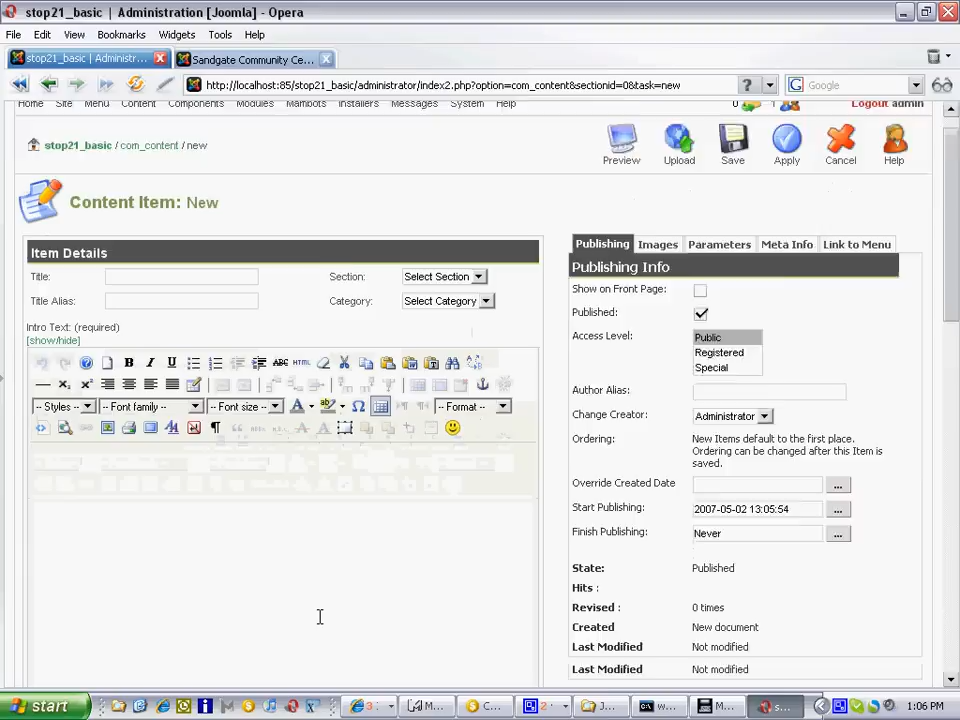 stop21_basic | Administration [Joomla] - Opera
File Edit View Bookmarks Widgets Tools Help
stop21_basic | Administr... Sandgate Community Ce...
http://localhost:85/stop21_basic/administrator/index2.php?option=com_content&sectionid=0&task=new ? Google
Home Site Menu Content Components Modules Mambots Installers Messages System Help 0 1 Logout admin
stop21_basic / com_content / new
Preview Upload Save Apply Cancel Help
Content Item: New
Item Details
Title: Section: Select Section
Title Alias: Category: Select Category
Intro Text: (required)
[show/hide]
B I U ABC HTML
-- Styles -- -- Font family -- -- Font size -- A ab -- Format --
Publishing Images Parameters Meta Info Link to Menu
Publishing Info
Show on Front Page:
Published:
Access Level: Public
Registered
Special
Author Alias:
Change Creator: Administrator
Ordering: New Items default to the first place.
Ordering can be changed after this Item is
saved.
Override Created Date ...
Start Publishing: 2007-05-02 13:05:54 ...
Finish Publishing: Never ...
State: Published
Hits :
Revised : 0 times
Created New document
Last Modified Not modified
Last Modified Not modified
start 3 M... C... 2 J... w... M... s... 1:06 PM